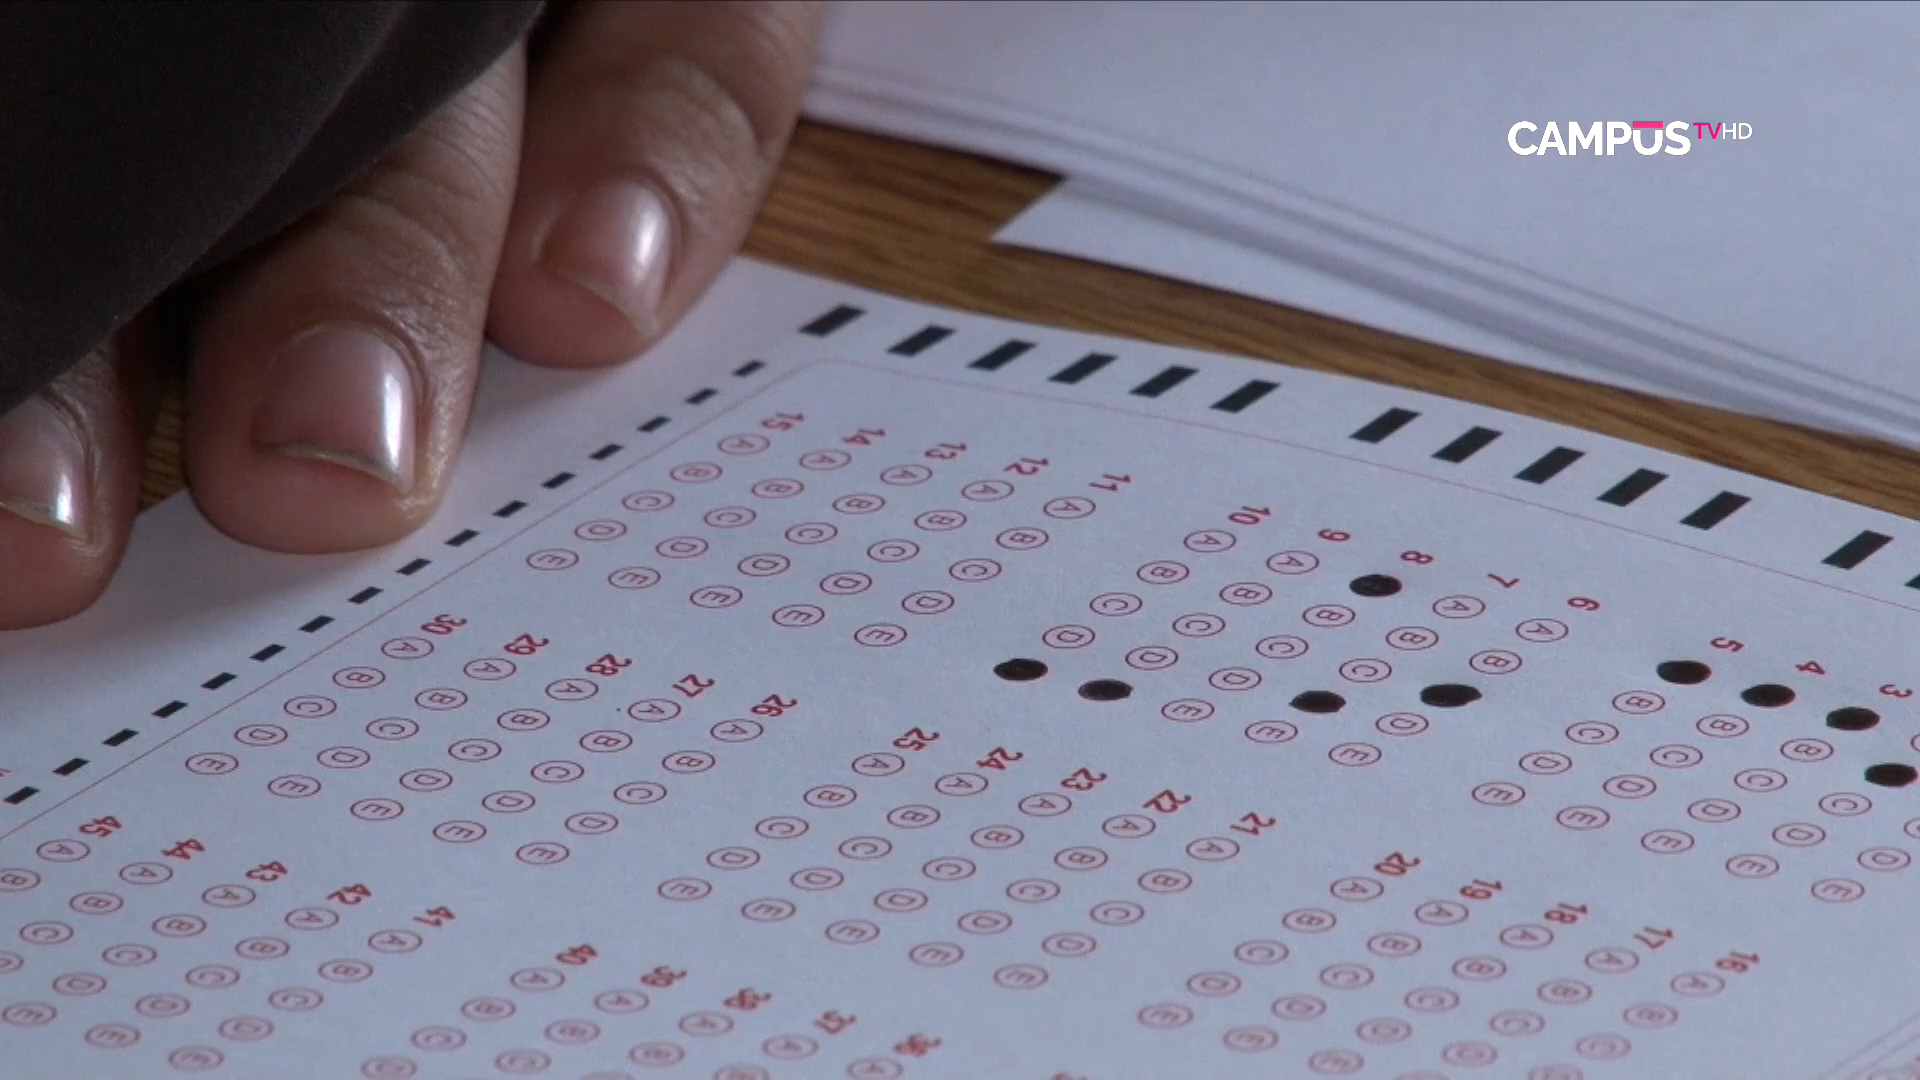 CAMPUS TV HD
15 14 13 12 11 10 9 8 7 6 5 4 3
A A A A A A A A A
B B B B B B B B B B B B B
C C C C C C C C C C C C
D D D D D D D D D D D D
E E E E E E E E E E E E E
30 29 28 27 26 25 24 23 22 21 20 19 18 17 16
A A A A A A A A A A A A A A A
B B B B B B B B B B B B B B B
C C C C C C C C C C C C C C C
D D D D D D D D D D D D D
E E E E E E E E E E E E E
45 44 43 42 41 40 39 38 37 36
A A A A A A A A A A
B B B B B B B B
C C C C C C C
D D D D
E E E